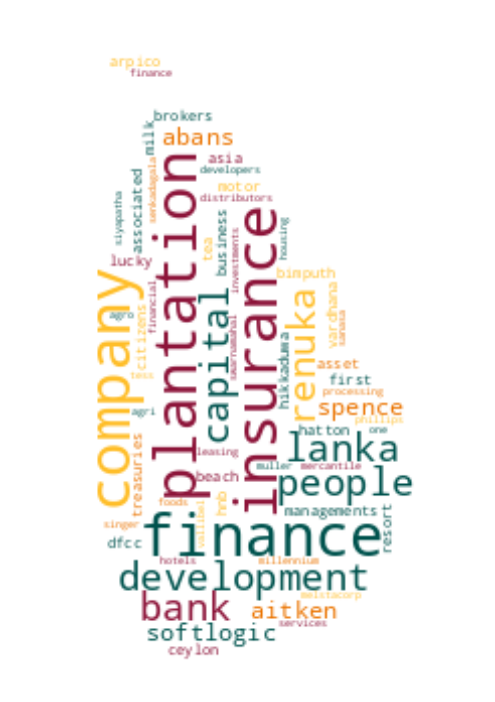 arpico
finance
brokers
milk
abans
asia
developers
senkadagala
associated
siyapatha
motor
distributors
plantation
insurance
business
tea
investments
housing
lucky
bimputh
company
capital
renuka
vardhana
sanasa
financial
agro
citizens
swarnamahal
hikkaduwa
asset
first
processing
tess
agri
spence
phillips
hatton
one
lanka
treasuries
leasing
muller
mercantile
beach
people
foods
hnb
vallibel
managements
resort
singer
finance
dfcc
hotels
millennium
development
melstacorp
bank
aitken
services
softlogic
ceylon